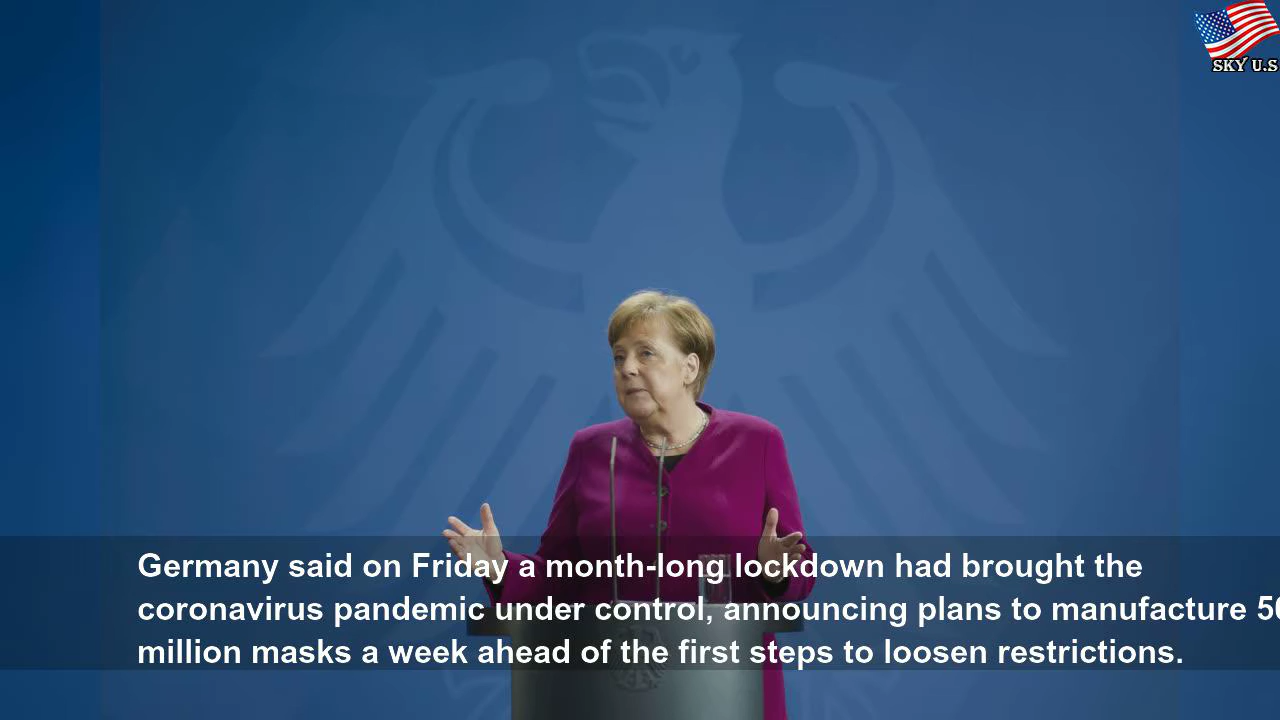 SKY U.S
Germany said on Friday a month-long lockdown had brought the
coronavirus pandemic under control, announcing plans to manufacture
million masks a week ahead of the first steps to loosen restrictions.